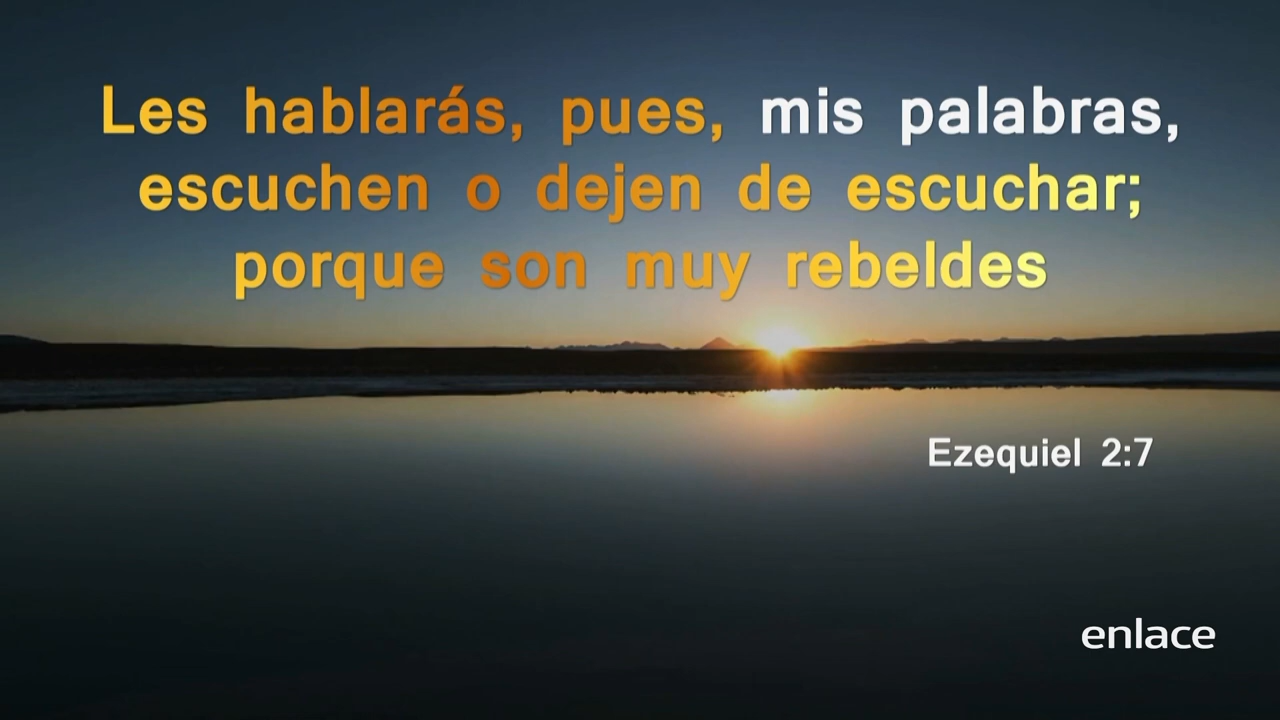 Les hablarás, pues, mis palabras,
escuchen o dejen de escuchar;
porque son muy rebeldes
Ezequiel 2:7
enlace